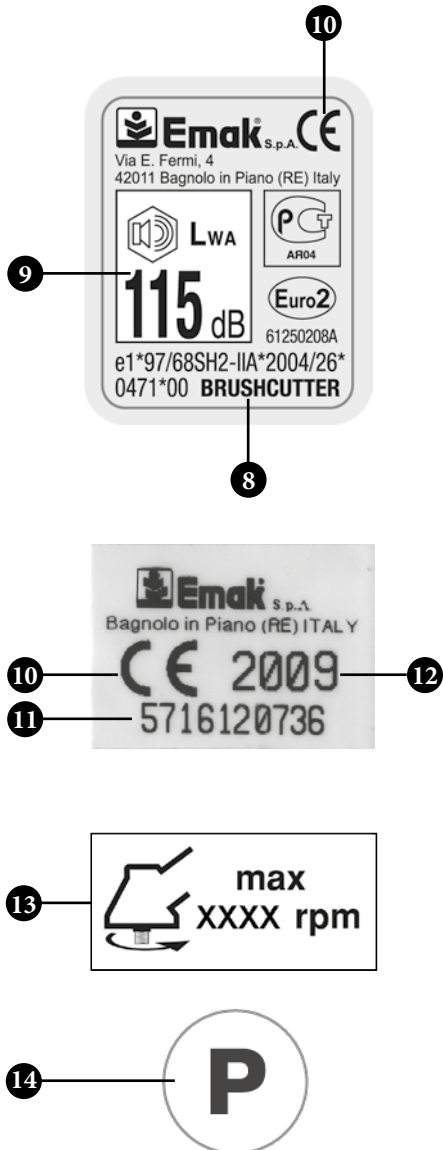 10
Emak S.p.A. CE
Via E. Fermi, 4
42011 Bagnolo in Piano (RE) Italy
9
LWA
115 dB
PCT
АЯ04
Euro2
61250208A
e1*97/68SH2-IIA*2004/26*
0471*00 BRUSHCUTTER
8
Emak S.p.A.
Bagnolo in Piano (RE) ITALY
10 CE 2009 12
11 5716120736
13 max
XXXX rpm
14 P